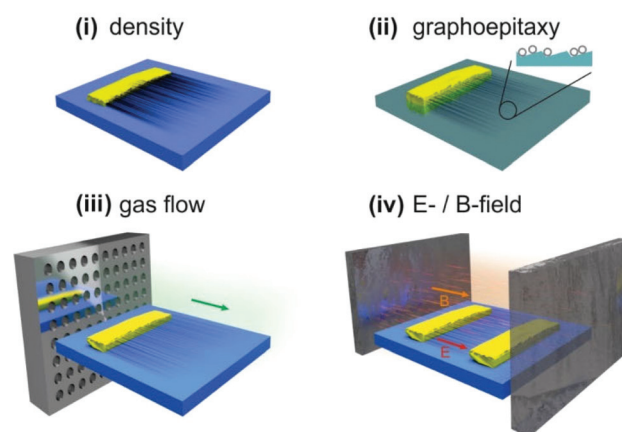 (i) density
(ii) graphoepitaxy
(iii) gas flow
(iv) E- / B-field
B
E